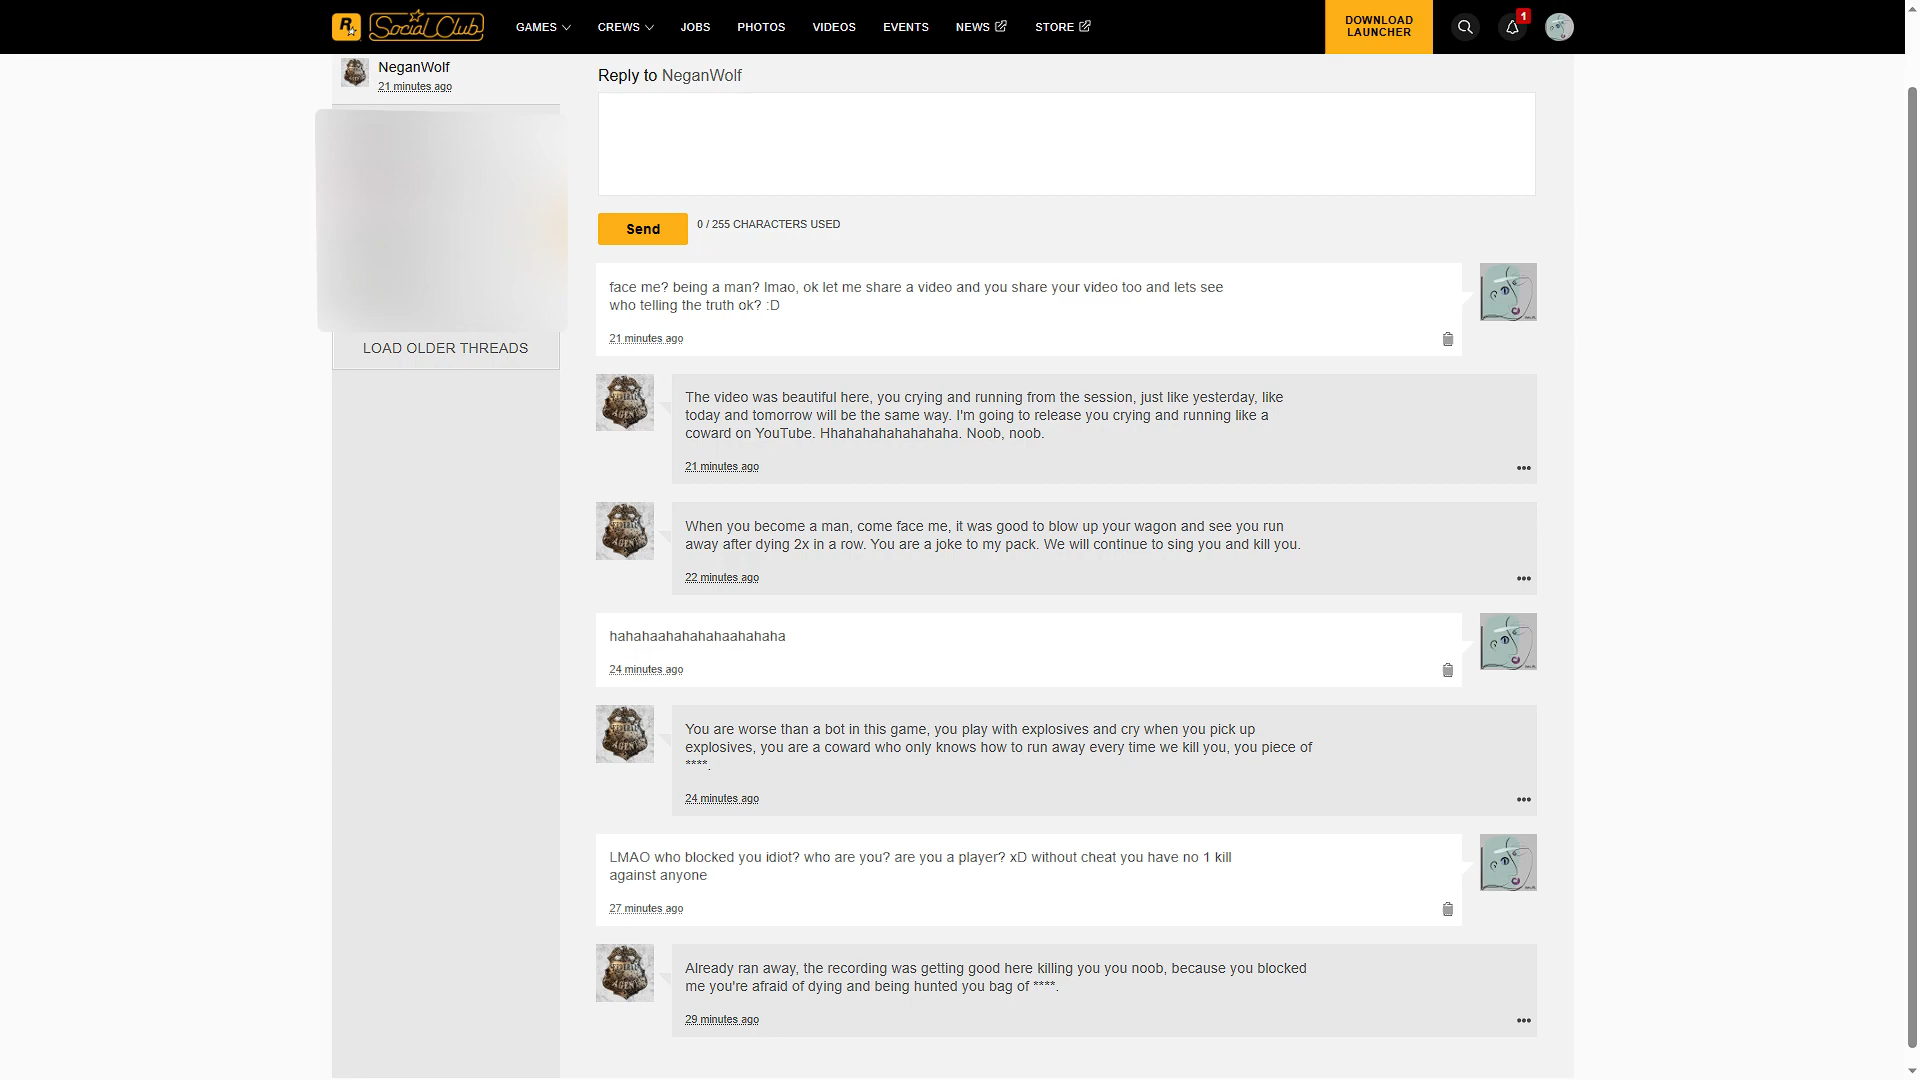 R Social Club
GAMES
CREWS
JOBS
PHOTOS
VIDEOS
EVENTS
NEWS
STORE
DOWNLOAD
LAUNCHER
1
NeganWolf
21 minutes ago
LOAD OLDER THREADS
Reply to NeganWolf
Send
0 / 255 CHARACTERS USED
face me? being a man? lmao, ok let me share a video and you share your video too and lets see
who telling the truth ok? :D
21 minutes ago
The video was beautiful here, you crying and running from the session, just like yesterday, like
today and tomorrow will be the same way. I'm going to release you crying and running like a
coward on YouTube. Hhahahahahahaha. Noob, noob.
21 minutes ago
When you become a man, come face me, it was good to blow up your wagon and see you run
away after dying 2x in a row. You are a joke to my pack. We will continue to sing you and kill you.
22 minutes ago
hahahaahahahahaahahaha
24 minutes ago
You are worse than a bot in this game, you play with explosives and cry when you pick up
explosives, you are a coward who only knows how to run away every time we kill you, you piece of
****.
24 minutes ago
LMAO who blocked you idiot? who are you? are you a player? xD without cheat you have no 1 kill
against anyone
27 minutes ago
Already ran away, the recording was getting good here killing you you noob, because you blocked
me you're afraid of dying and being hunted you bag of ****.
29 minutes ago